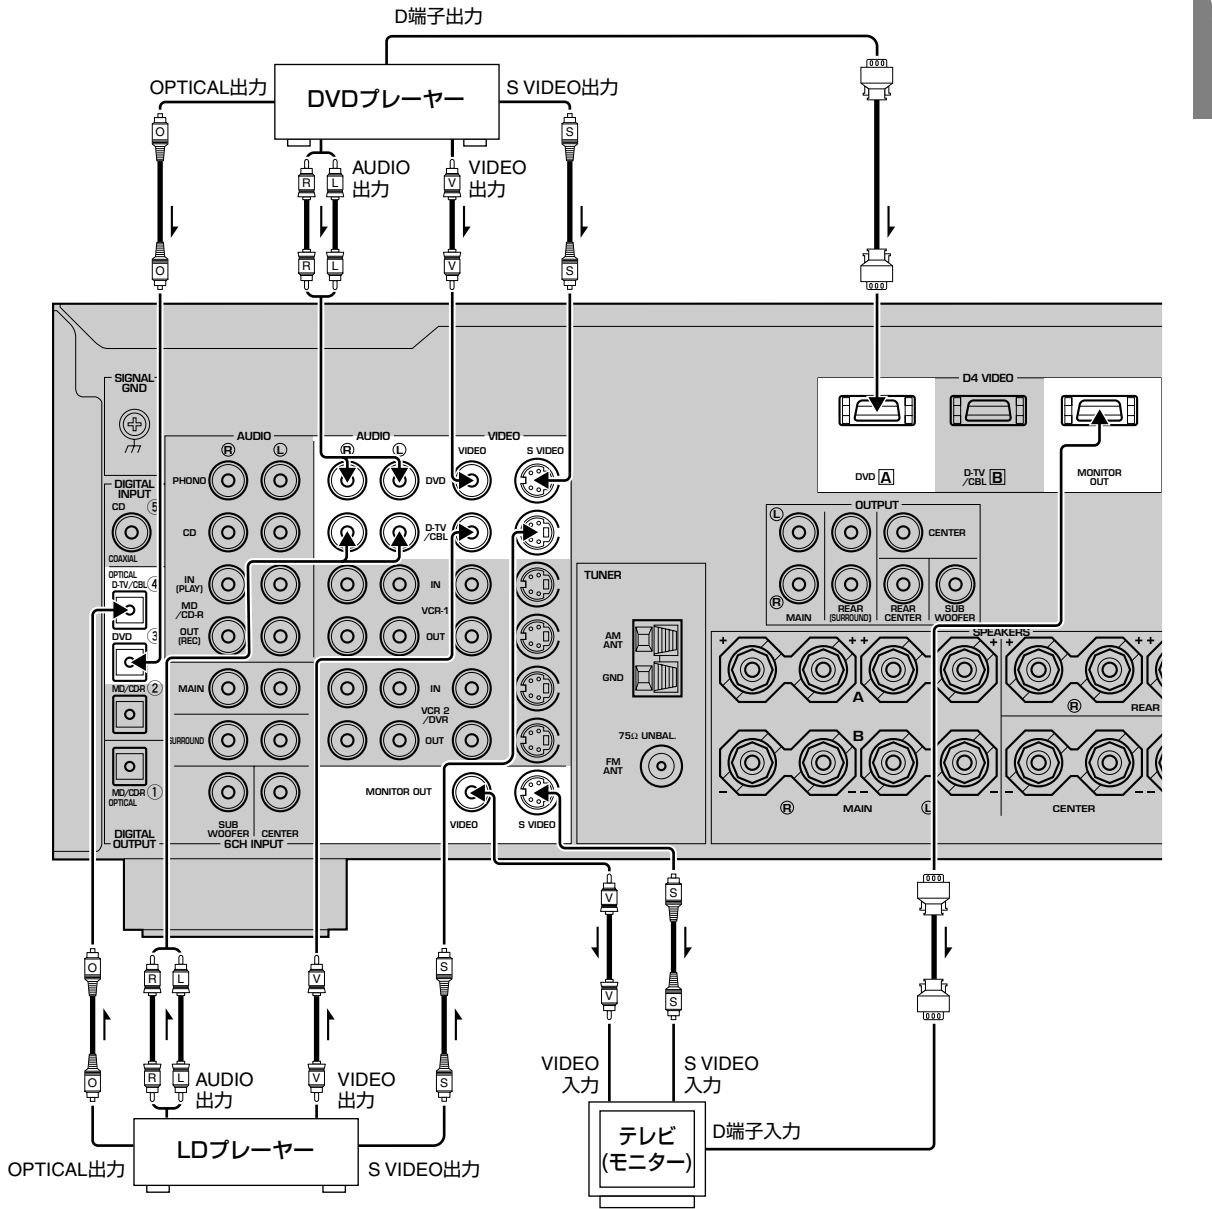 D端子出力
OPTICAL出力
DVDプレーヤー
S VIDEO出力
O
S
AUDIO
出力
VIDEO
出力
R
L
V
O
R
L
V
S
SIGNAL
GND
D4 VIDEO
DVD A
D-TV
/CBL B
MONITOR
OUT
AUDIO
R
L
AUDIO
R
L
VIDEO
VIDEO
S VIDEO
PHONO
DVD
DIGITAL
INPUT
CD
5
COAXIAL
CD
D-TV
/CBL
OPTICAL
D-TV/CBL
4
IN
(PLAY)
MD
/CD-R
OUT
(REC)
IN
VCR-1
OUT
DVD
3
MD/CD-R
2
MAIN
IN
VCR 2
/DVR
OUT
SURROUND
MD/CD-R
1
OPTICAL
DIGITAL
OUTPUT
SUB
WOOFER
CENTER
6CH INPUT
MONITOR OUT
VIDEO
S VIDEO
TUNER
AM
ANT
GND
75Ω UNBAL.
FM
ANT
OUTPUT
L
CENTER
R
MAIN
REAR
(SURROUND)
REAR
CENTER
SUB
WOOFER
SPEAKERS
+
+ +
+
+
+ +
A
R
REAR
B
–
– –
–
–
– –
R
MAIN
L
CENTER
V
S
V
S
O
R
L
V
S
O
R
L
V
S
AUDIO
出力
VIDEO
出力
VIDEO
入力
S VIDEO
入力
LDプレーヤー
OPTICAL出力
S VIDEO出力
テレビ
(モニター)
D端子入力